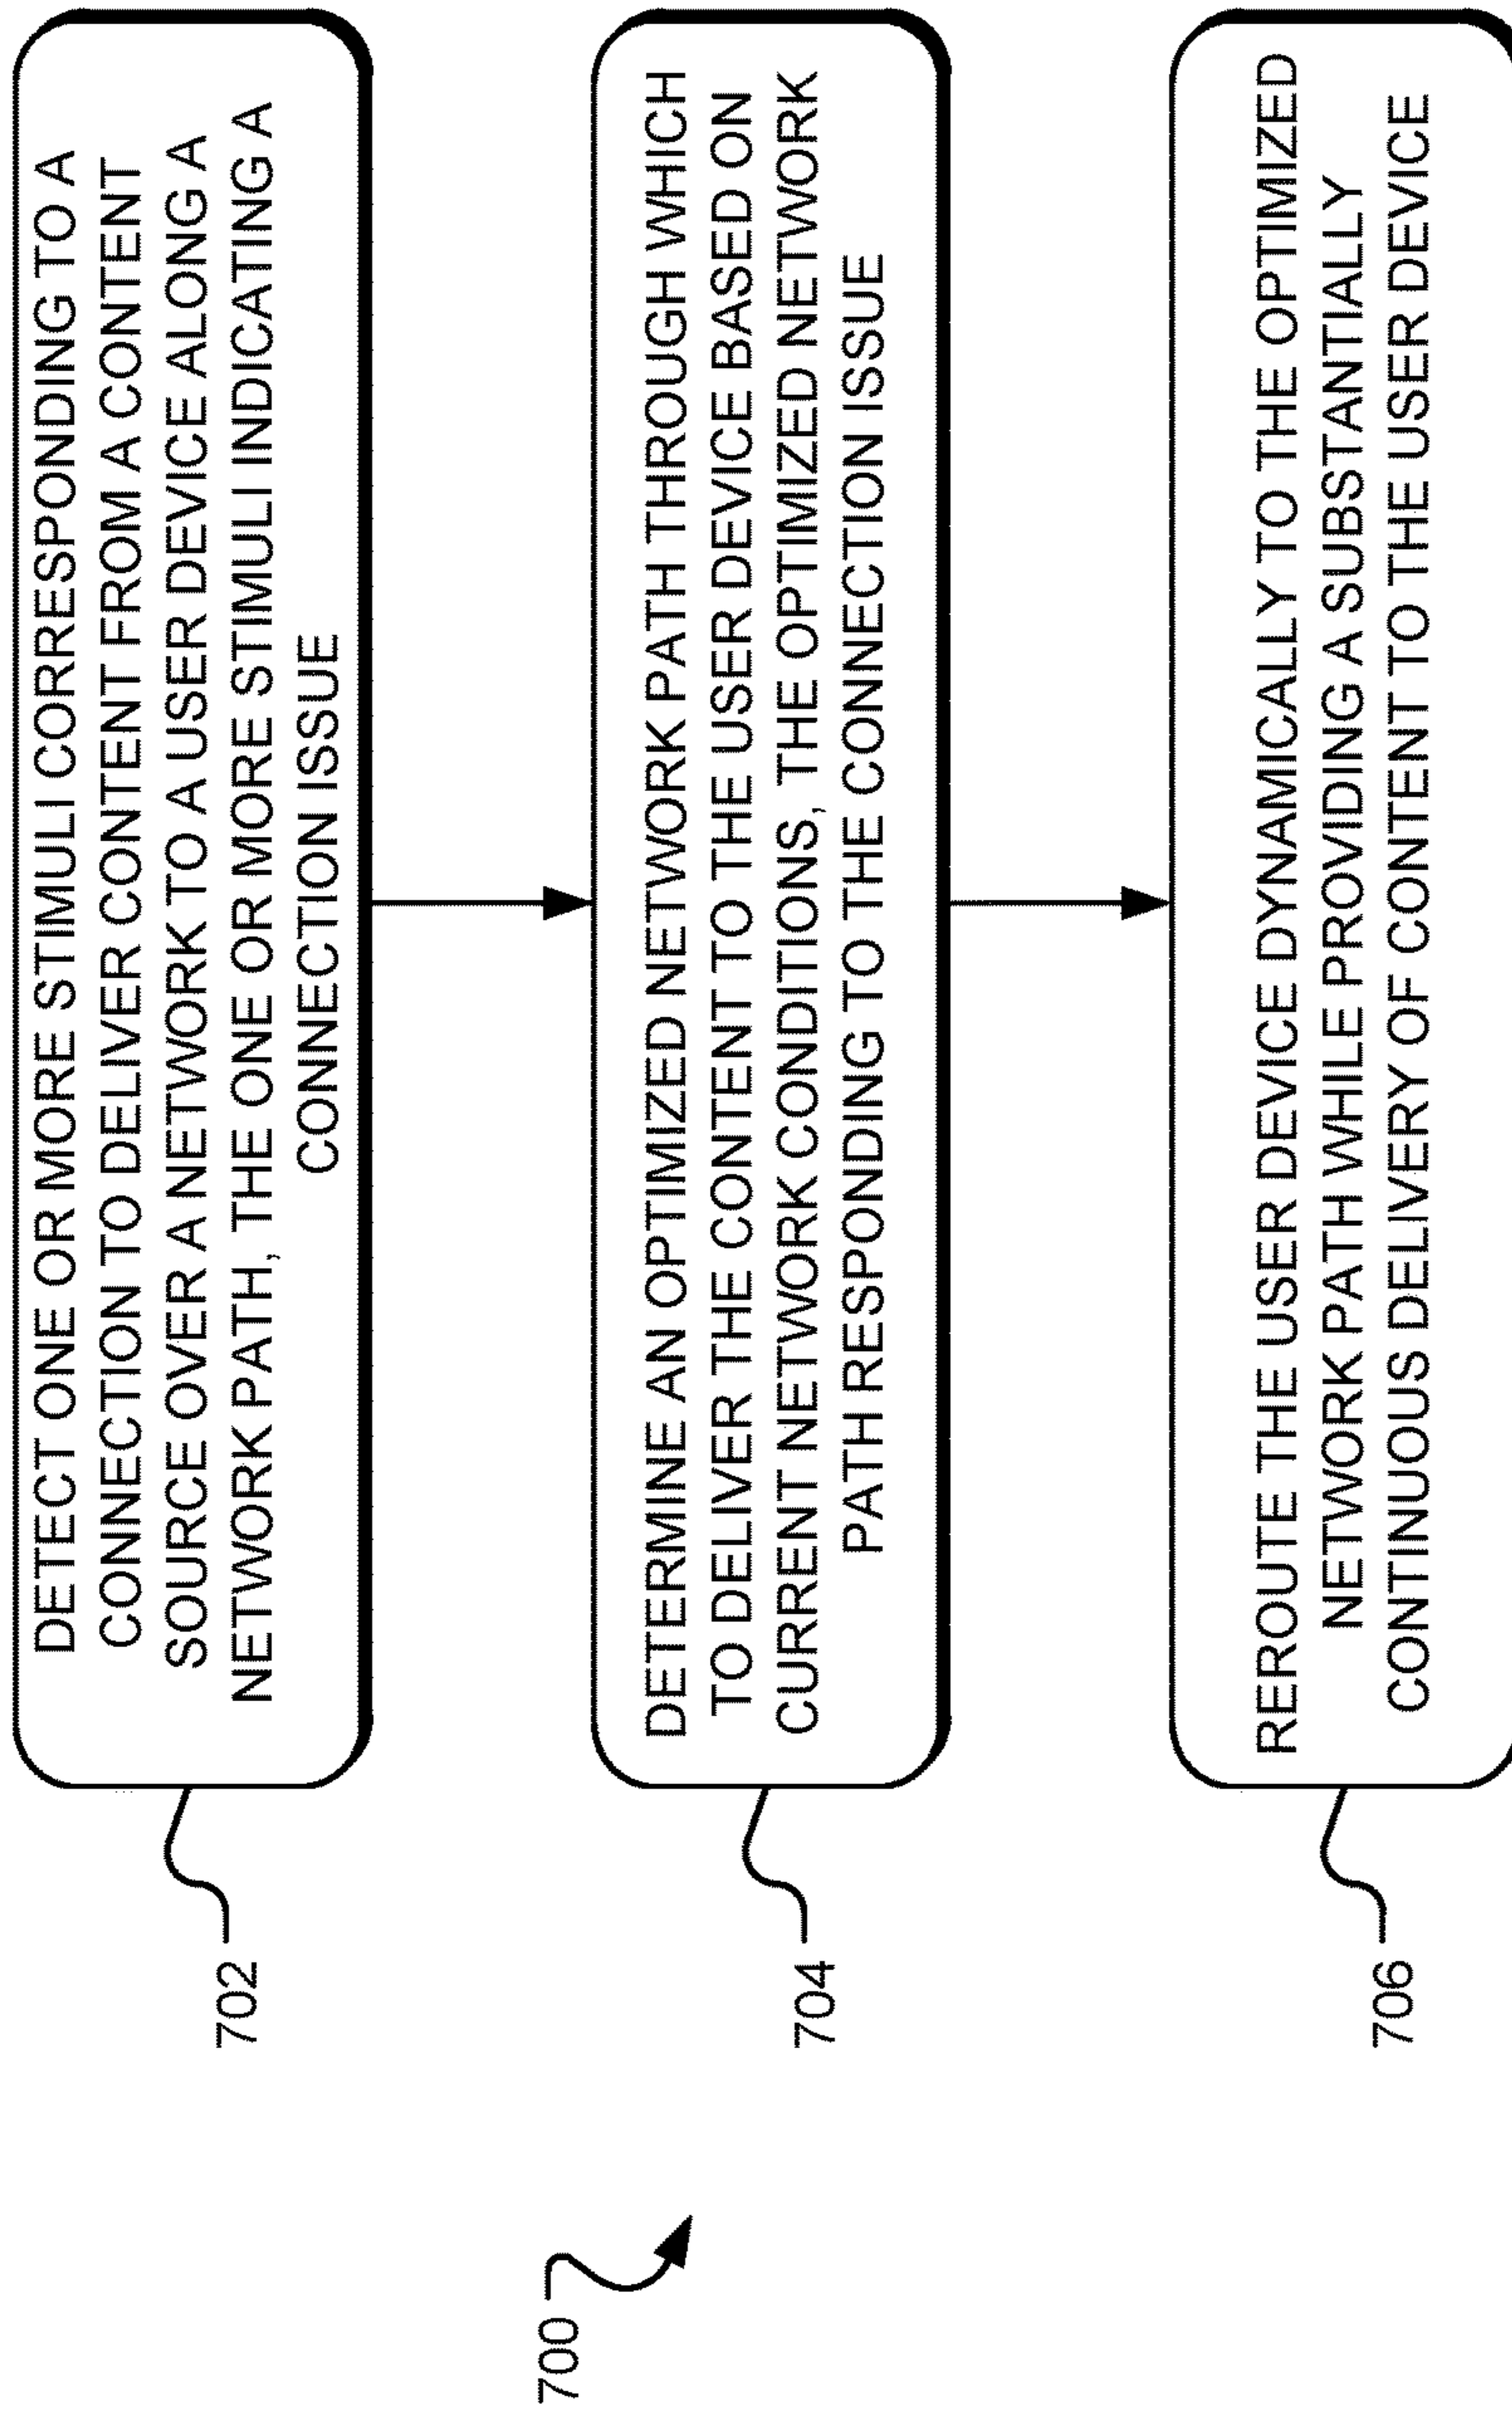 700
702
DETECT ONE OR MORE STIMULI CORRESPONDING TO A
CONNECTION TO DELIVER CONTENT FROM A CONTENT
SOURCE OVER A NETWORK TO A USER DEVICE ALONG A
NETWORK PATH, THE ONE OR MORE STIMULI INDICATING A
CONNECTION ISSUE
704
DETERMINE AN OPTIMIZED NETWORK PATH THROUGH WHICH
TO DELIVER THE CONTENT TO THE USER DEVICE BASED ON
CURRENT NETWORK CONDITIONS, THE OPTIMIZED NETWORK
PATH RESPONDING TO THE CONNECTION ISSUE
706
REROUTE THE USER DEVICE DYNAMICALLY TO THE OPTIMIZED
NETWORK PATH WHILE PROVIDING A SUBSTANTIALLY
CONTINUOUS DELIVERY OF CONTENT TO THE USER DEVICE